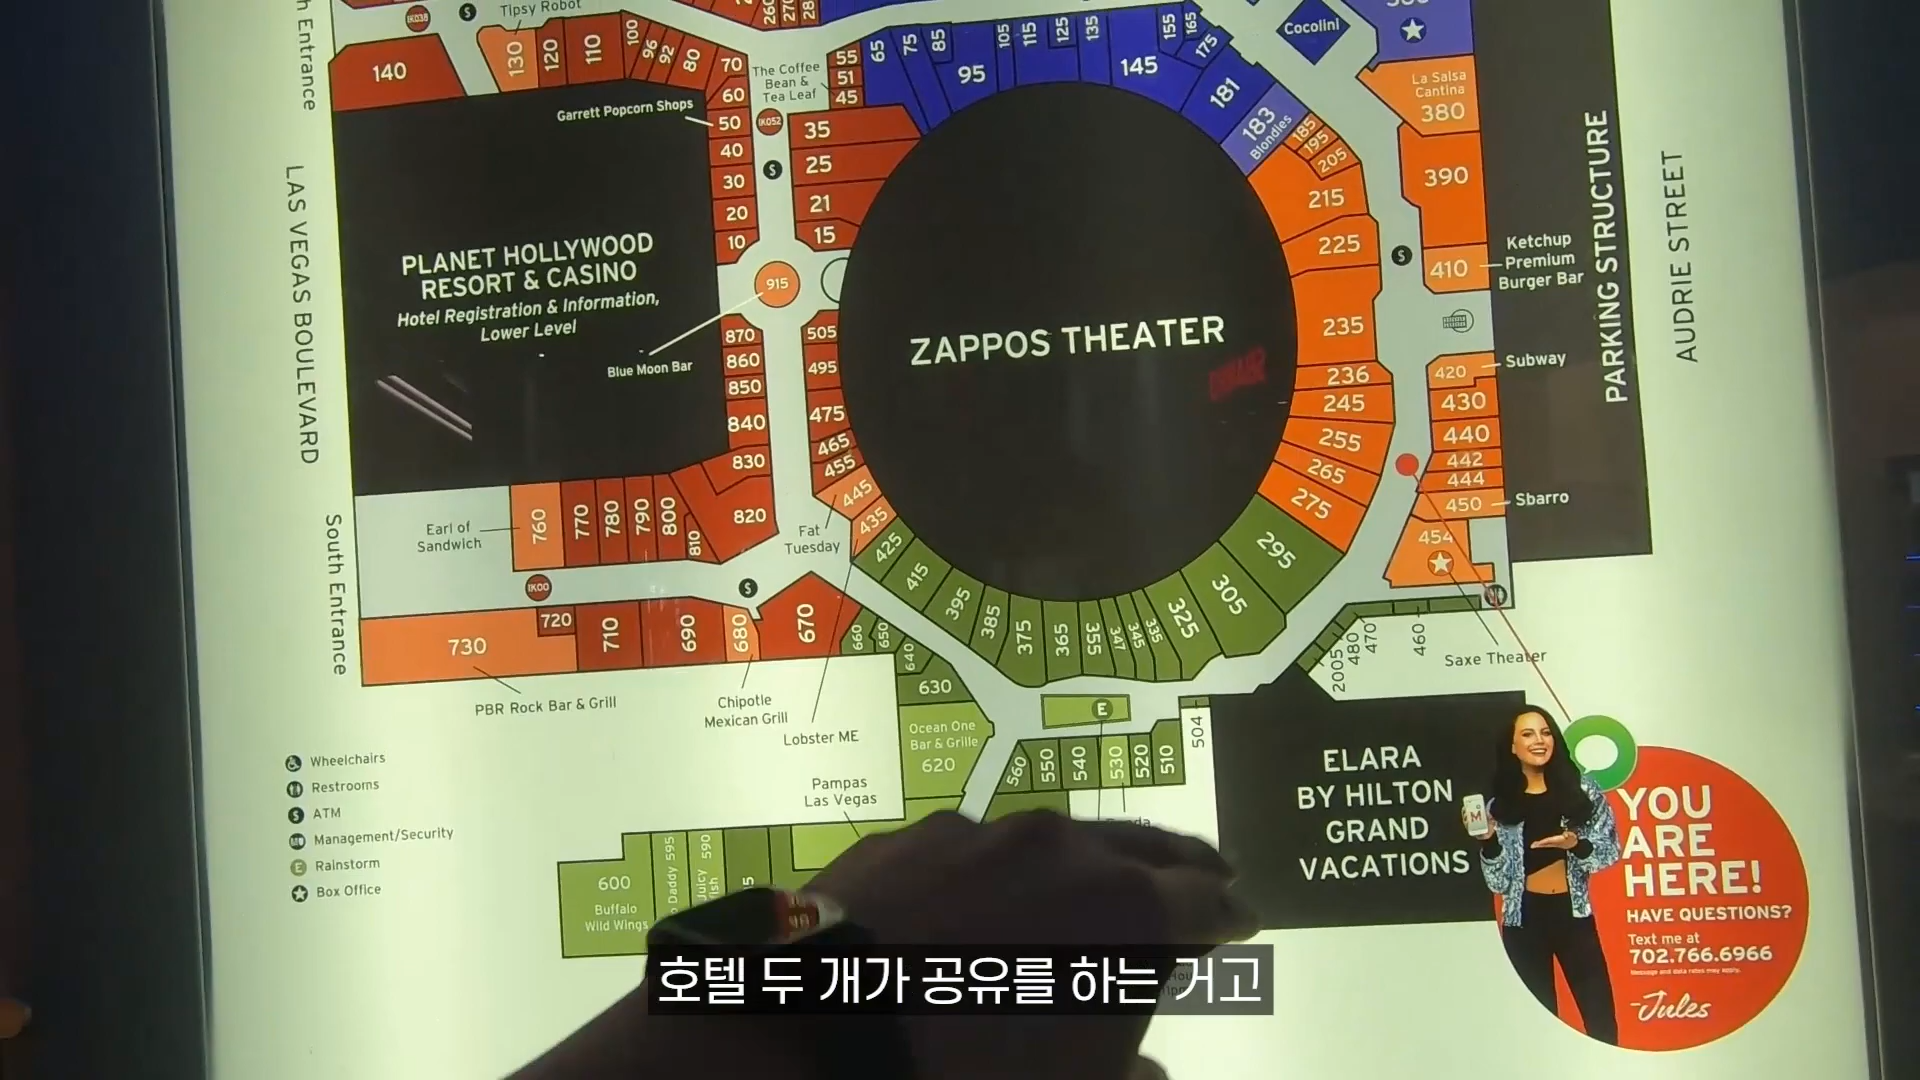 Tipsy Robot
Entrance
140
130
120
110
100
96
92
80
70
60
50
40
30
20
10
The Coffee
Bean &
Tea Leaf
Garrett Popcorn Shops
IK052
S
55
51
45
35
25
21
15
65
75
85
95
105
115
125
135
145
155
165
175
181
183
Blondies
185
195
205
215
225
235
236
245
255
265
275
295
305
325
335
345
347
355
365
375
385
395
415
425
435
445
455
465
475
495
505
Cocolini
La Salsa
Cantina
380
390
410
Ketchup
Premium
Burger Bar
420
Subway
430
440
442
444
450
Sbarro
454
PARKING STRUCTURE
AUDRIE STREET
LAS VEGAS BOULEVARD
South Entrance
PLANET HOLLYWOOD
RESORT & CASINO
Hotel Registration & Information,
Lower Level
915
Blue Moon Bar
ZAPPOS THEATER
870
860
850
840
830
820
810
800
790
780
770
760
Earl of
Sandwich
Fat
Tuesday
S
730
720
710
690
680
670
660
650
640
630
PBR Rock Bar & Grill
Chipotle
Mexican Grill
Lobster ME
Ocean One
Bar & Grille
620
Pampas
Las Vegas
E
504
510
520
530
540
550
560
2005
480
470
460
Saxe Theater
ELARA
BY HILTON
GRAND
VACATIONS
Wheelchairs
Restrooms
S ATM
Management/Security
E Rainstorm
Box Office
600
Buffalo
Wild Wings
Daddy 595
Juicy 590
YOU
ARE
HERE!
HAVE QUESTIONS?
Text me at
702.766.6966
Message and data rates may apply.
-Jules
호텔 두 개가 공유를 하는 거고